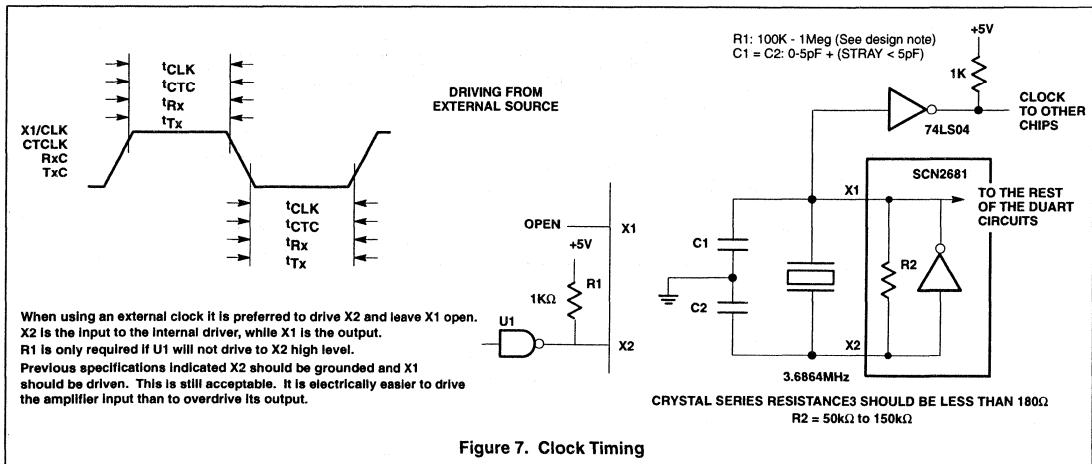 tCLK
tCTC
tRx
tTx
X1/CLK
CTCLK
RxC
TxC
tCLK
tCTC
tRx
tTx
DRIVING FROM
EXTERNAL SOURCE
OPEN
X1
+5V
R1
1KΩ
U1
X2
When using an external clock it is preferred to drive X2 and leave X1 open.
X2 is the input to the internal driver, while X1 is the output.
R1 is only required if U1 will not drive to X2 high level.
Previous specifications indicated X2 should be grounded and X1
should be driven. This is still acceptable. It is electrically easier to drive
the amplifier input than to overdrive its output.
R1: 100K - 1Meg (See design note)
C1 = C2: 0-5pF + (STRAY < 5pF)
+5V
1K
CLOCK
TO OTHER
CHIPS
74LS04
SCN2681
X1
TO THE REST
OF THE DUART
CIRCUITS
C1
R2
C2
X2
3.6864MHz
CRYSTAL SERIES RESISTANCE3 SHOULD BE LESS THAN 180Ω
R2 = 50kΩ to 150kΩ
Figure 7. Clock Timing